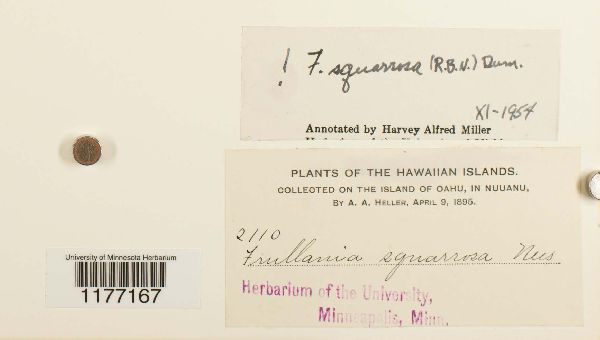 ! F. squarrosa (R.B.N.) Dum.
XI-1954
Annotated by Harvey Alfred Miller
PLANTS OF THE HAWAIIAN ISLANDS.
COLLECTED ON THE ISLAND OF OAHU, IN NUUANU,
BY A. A. HELLER, APRIL 9, 1895.
2110
Frullania squarrosa Nees
Herbarium of the University,
Minneapolis, Minn.
University of Minnesota Herbarium
1177167